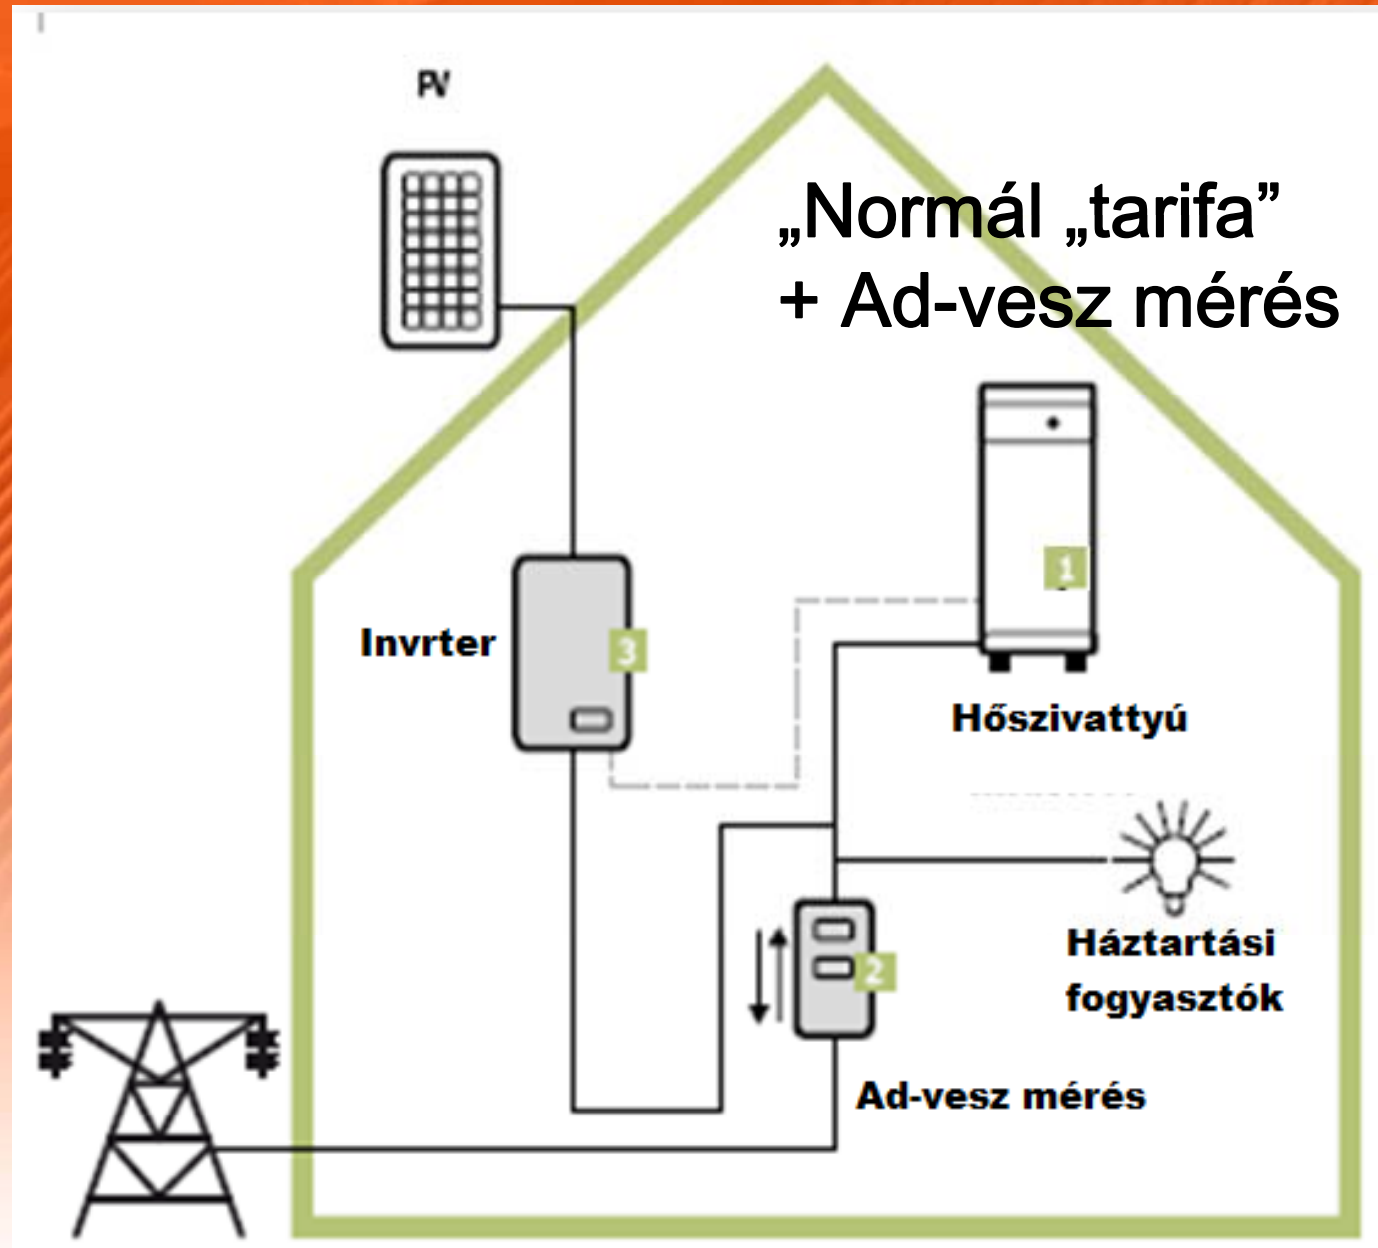 PV
„Normál „tarifa”
+ Ad-vesz mérés
1
Invrter
3
Hőszivattyú
2
Háztartási
fogyasztók
Ad-vesz mérés